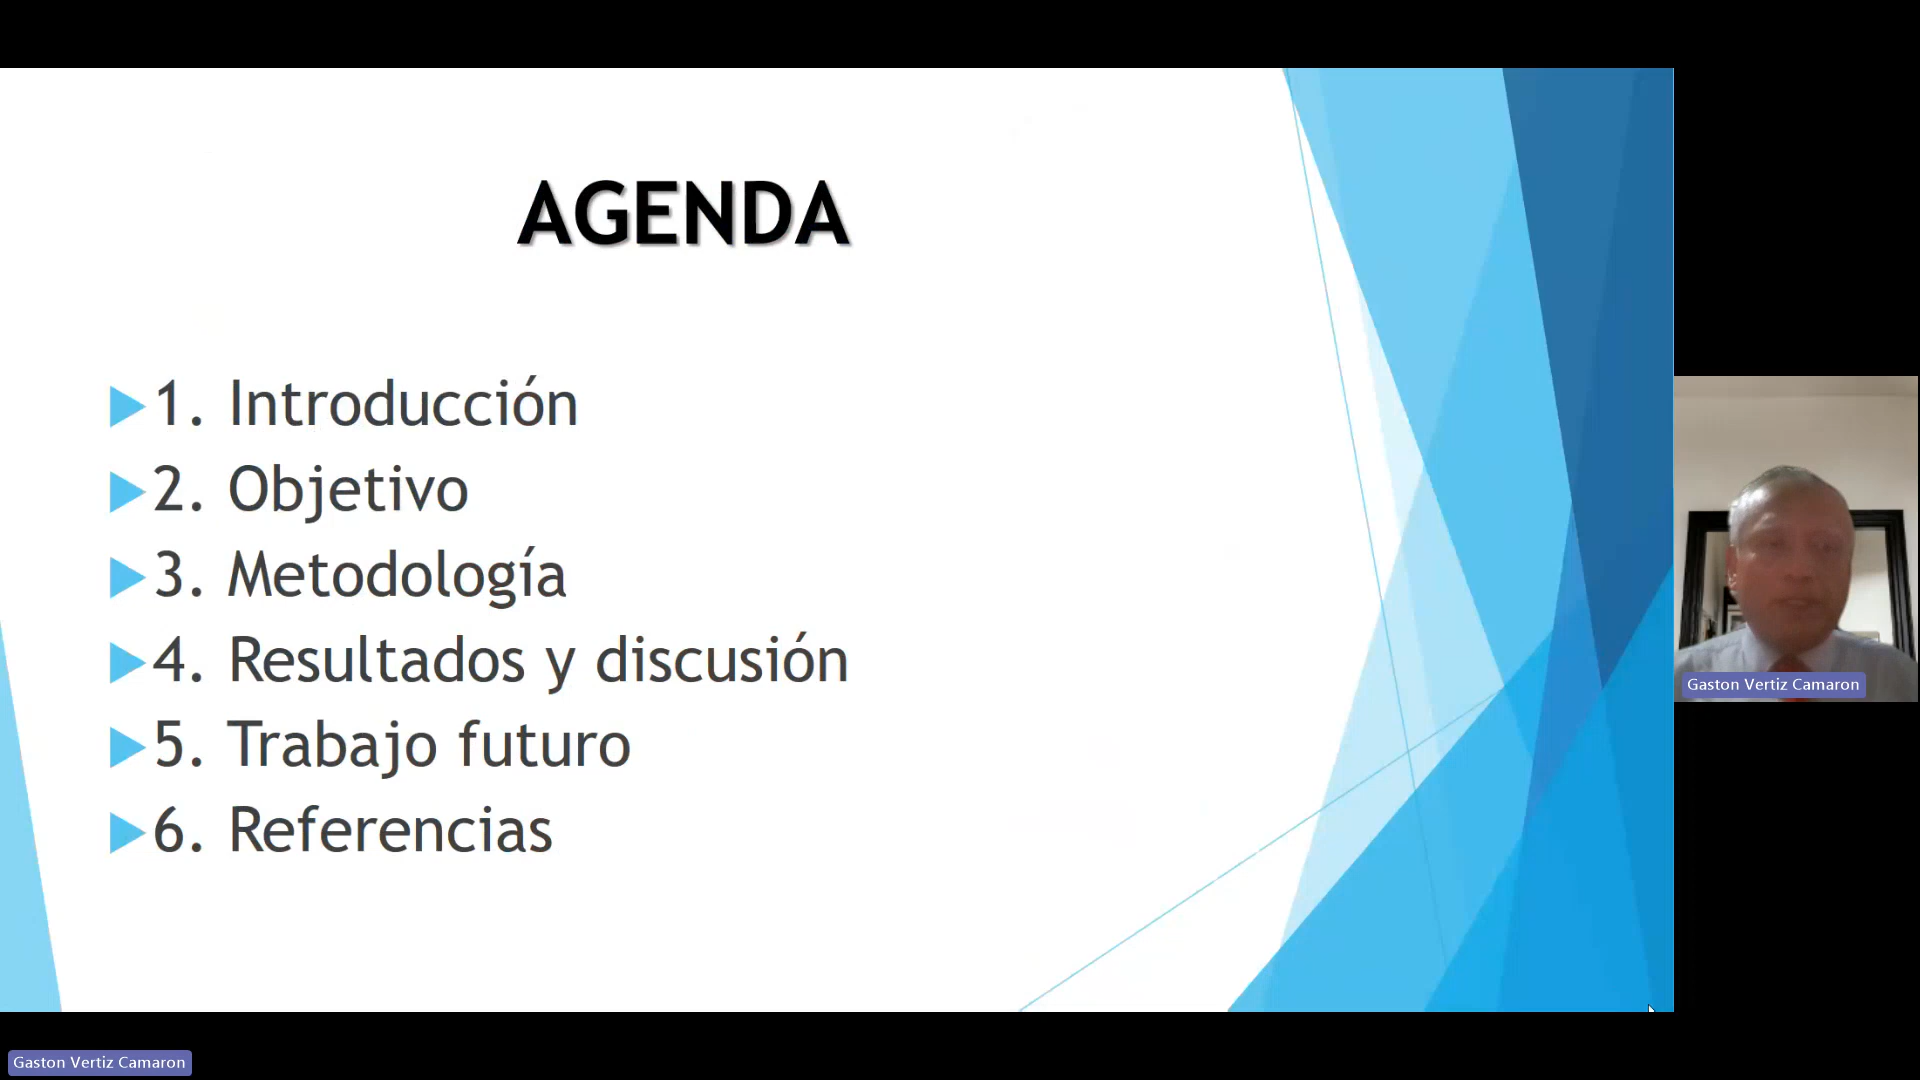 AGENDA
1. Introducción
2. Objetivo
3. Metodología
4. Resultados y discusión
5. Trabajo futuro
6. Referencias
Gaston Vertiz Camaron
Gaston Vertiz Camaron